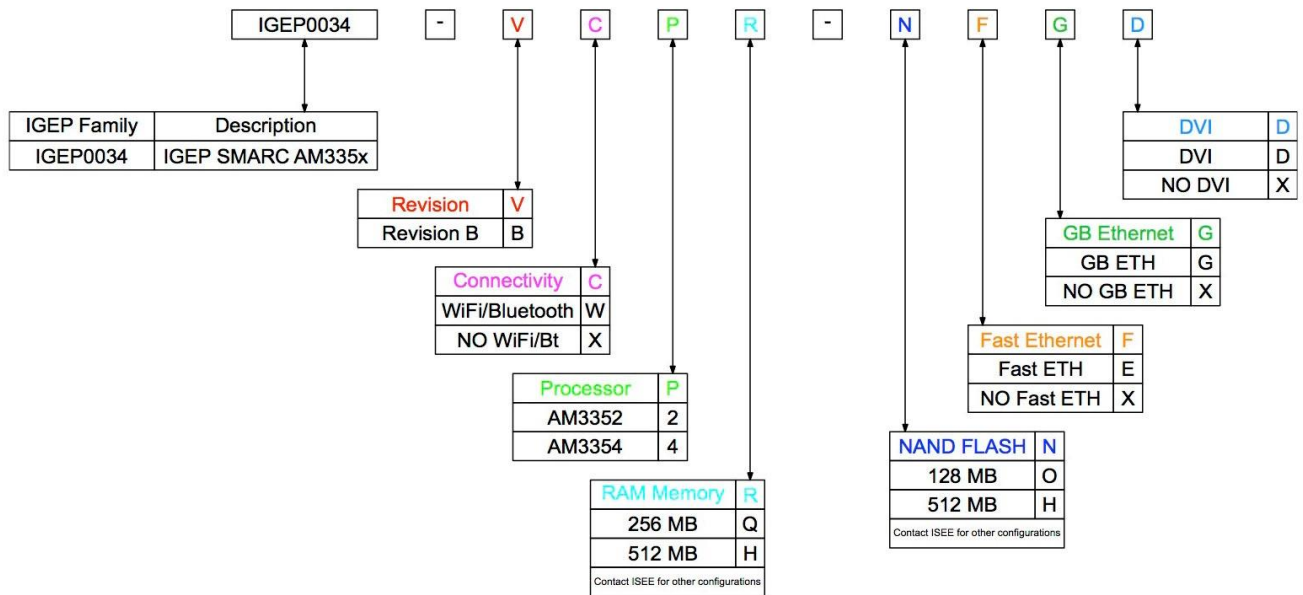 IGEP0034 - V C P R - N F G D
IGEP Family Description
IGEP0034 IGEP SMARC AM335x
DVI D
DVI D
NO DVI X
Revision V
Revision B B
GB Ethernet G
GB ETH G
NO GB ETH X
Connectivity C
WiFi/Bluetooth W
NO WiFi/Bt X
Fast Ethernet F
Fast ETH E
NO Fast ETH X
Processor P
AM3352 2
AM3354 4
NAND FLASH N
128 MB O
512 MB H
Contact ISEE for other configurations
RAM Memory R
256 MB Q
512 MB H
Contact ISEE for other configurations